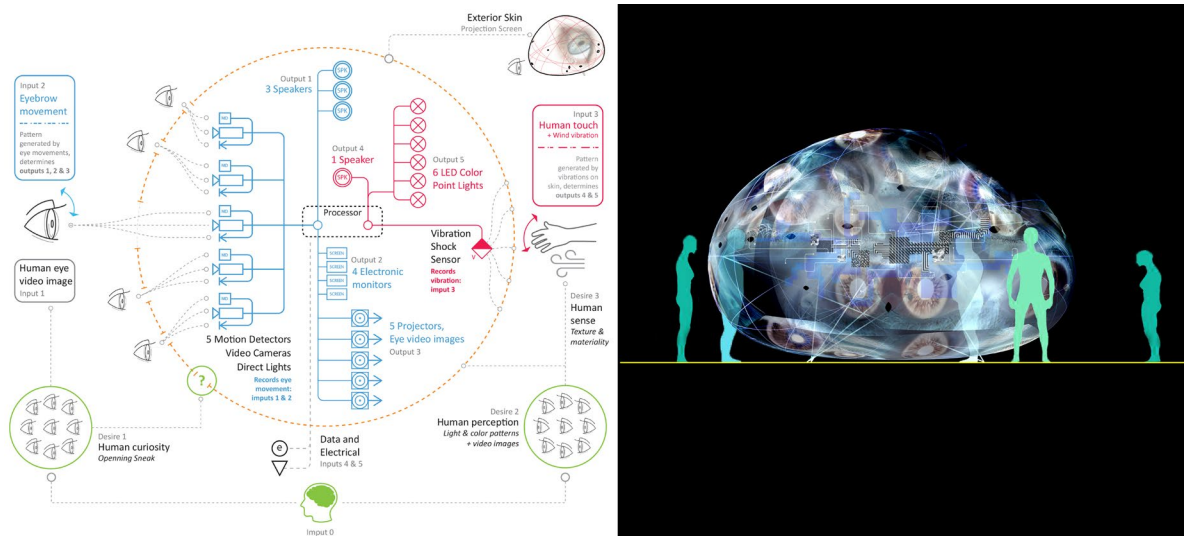 Exterior Skin
Projection Screen
Input 2
Eyebrow
movement
Pattern
generated by
eye movements,
determines
outputs 1, 2 & 3
Output 1
3 Speakers
SPK
SPK
SPK
MD
MD
MD
MD
MD
Output 4
1 Speaker
SPK
Output 5
6 LED Color
Point Lights
Input 3
Human touch
+ Wind vibration
Pattern
generated by
vibrations on
skin, determines
outputs 4 & 5
Processor
Vibration
Shock
Sensor
Records
vibration:
imput 3
V
Human eye
video image
Input 1
Output 2
4 Electronic
monitors
SCREEN
SCREEN
SCREEN
SCREEN
5 Projectors,
Eye video images
Output 3
Desire 3
Human
sense
Texture &
materiality
5 Motion Detectors
Video Cameras
Direct Lights
Records eye
movement:
imputs 1 & 2
?
Desire 1
Human curiosity
Openning Sneak
Desire 2
Human perception
Light & color patterns
+ video images
e
Data and
Electrical
Inputs 4 & 5
Imput 0